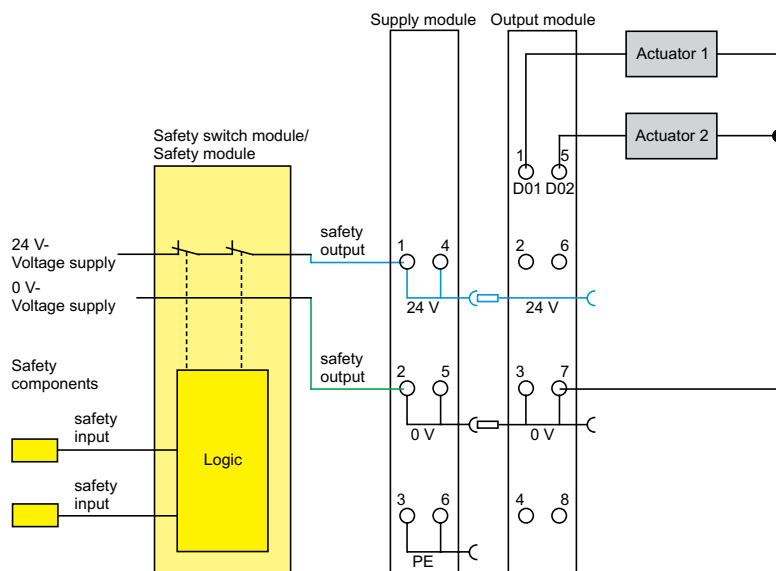 Supply module
Output module
Actuator 1
Actuator 2
Safety switch module/
Safety module
1
5
D01
D02
24 V-
Voltage supply
safety
output
1
4
2
6
0 V-
Voltage supply
24 V
24 V
Safety
components
safety
output
2
5
3
7
safety
input
0 V
0 V
Logic
safety
input
3
6
4
8
PE